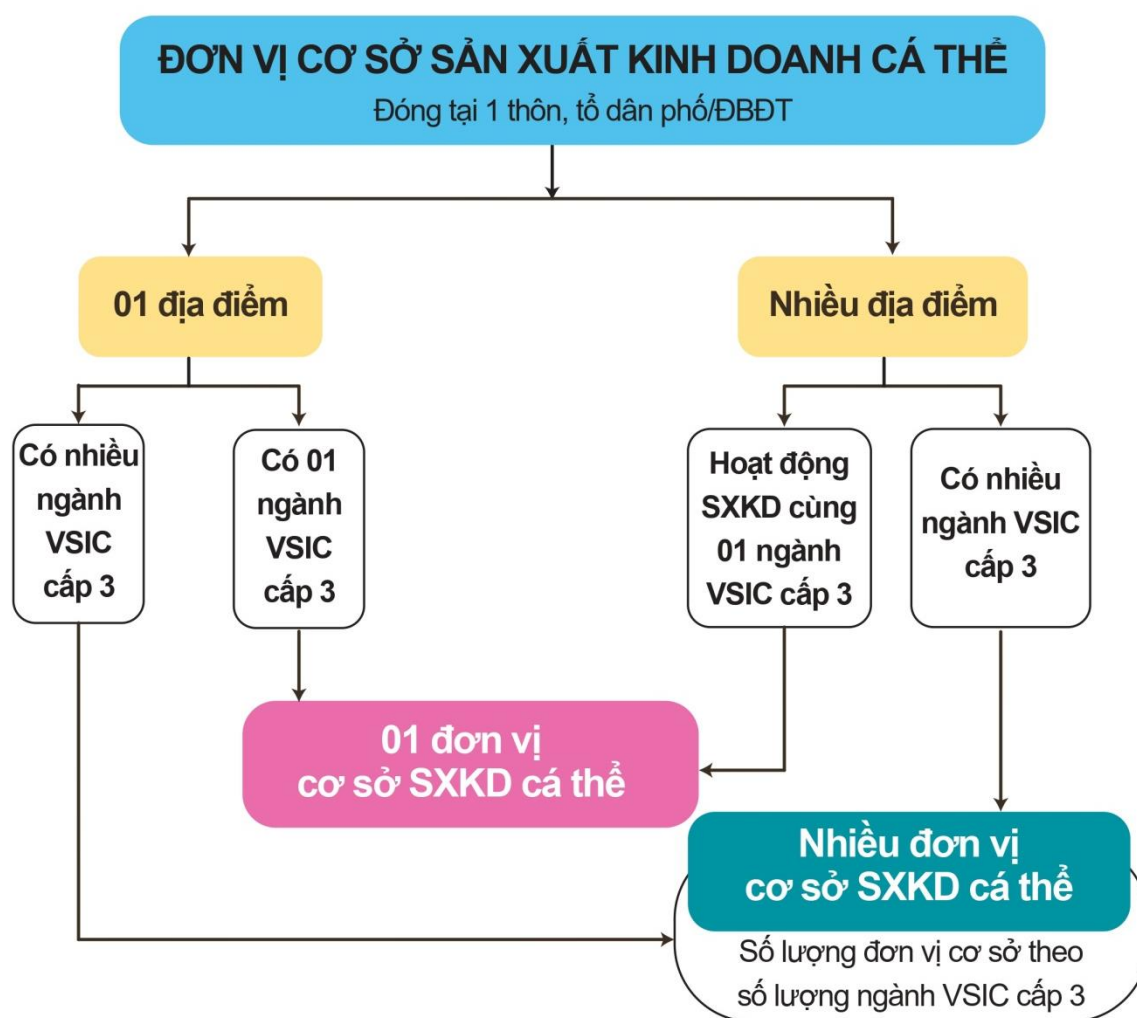 ĐƠN VỊ CƠ SỞ SẢN XUẤT KINH DOANH CÁ THỂ
Đóng tại 1 thôn, tổ dân phố/ĐBĐT
01 địa điểm
Nhiều địa điểm
Có nhiều
ngành
VSIC
cấp 3
Có 01
ngành
VSIC
cấp 3
Hoạt động
SXKD cùng
01 ngành
VSIC cấp 3
Có nhiều
ngành VSIC
cấp 3
01 đơn vị
cơ sở SXKD cá thể
Nhiều đơn vị
cơ sở SXKD cá thể
Số lượng đơn vị cơ sở theo
số lượng ngành VSIC cấp 3